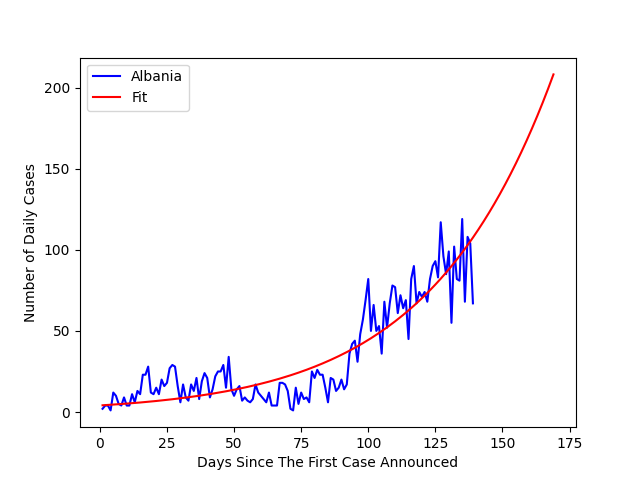 Albania
Fit
200
150
100
50
0
Number of Daily Cases
0 25 50 75 100 125 150 175
Days Since The First Case Announced